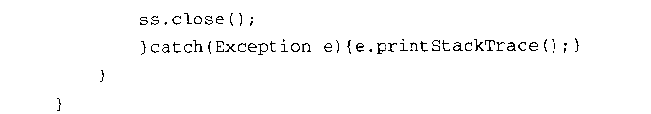 ss.close();
}catch(Exception e){e.printStackTrace();}
}
}